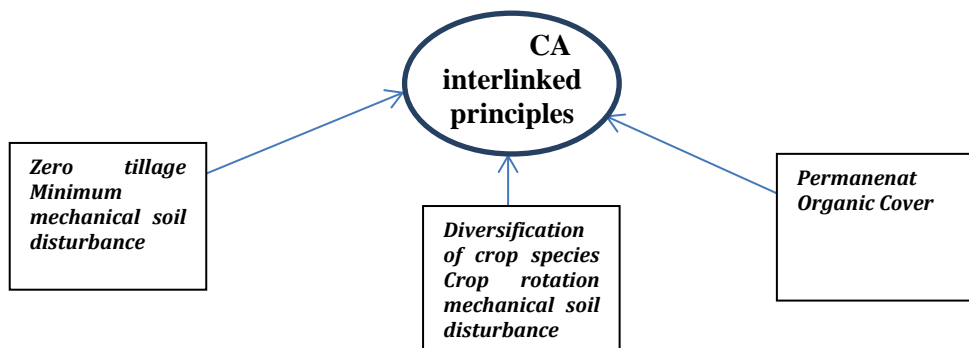 CA
interlinked
principles
Zero tillage
Minimum
mechanical soil
disturbance
Diversification
of crop species
Crop rotation
mechanical soil
disturbance
Permanenat
Organic Cover